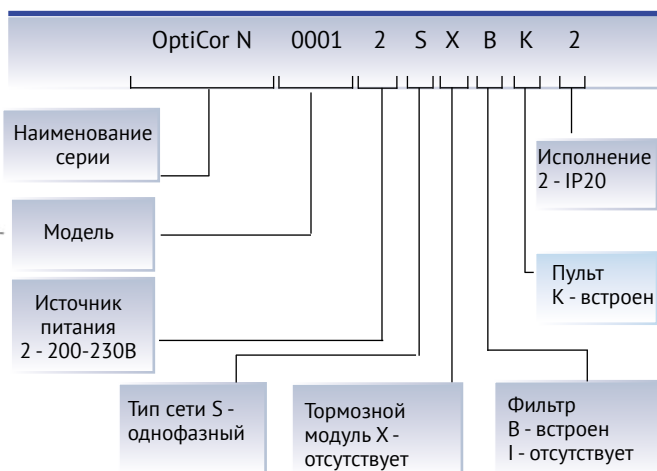 OptiCor N 0001 2 S X B K 2
Наименование
серии
Исполнение
2 - IP20
Модель
Пульт
К - встроен
Источник
питания
2 - 200-230В
Тип сети S -
однофазный
Тормозной
модуль X -
отсутствует
Фильтр
B - встроен
I - отсутствует